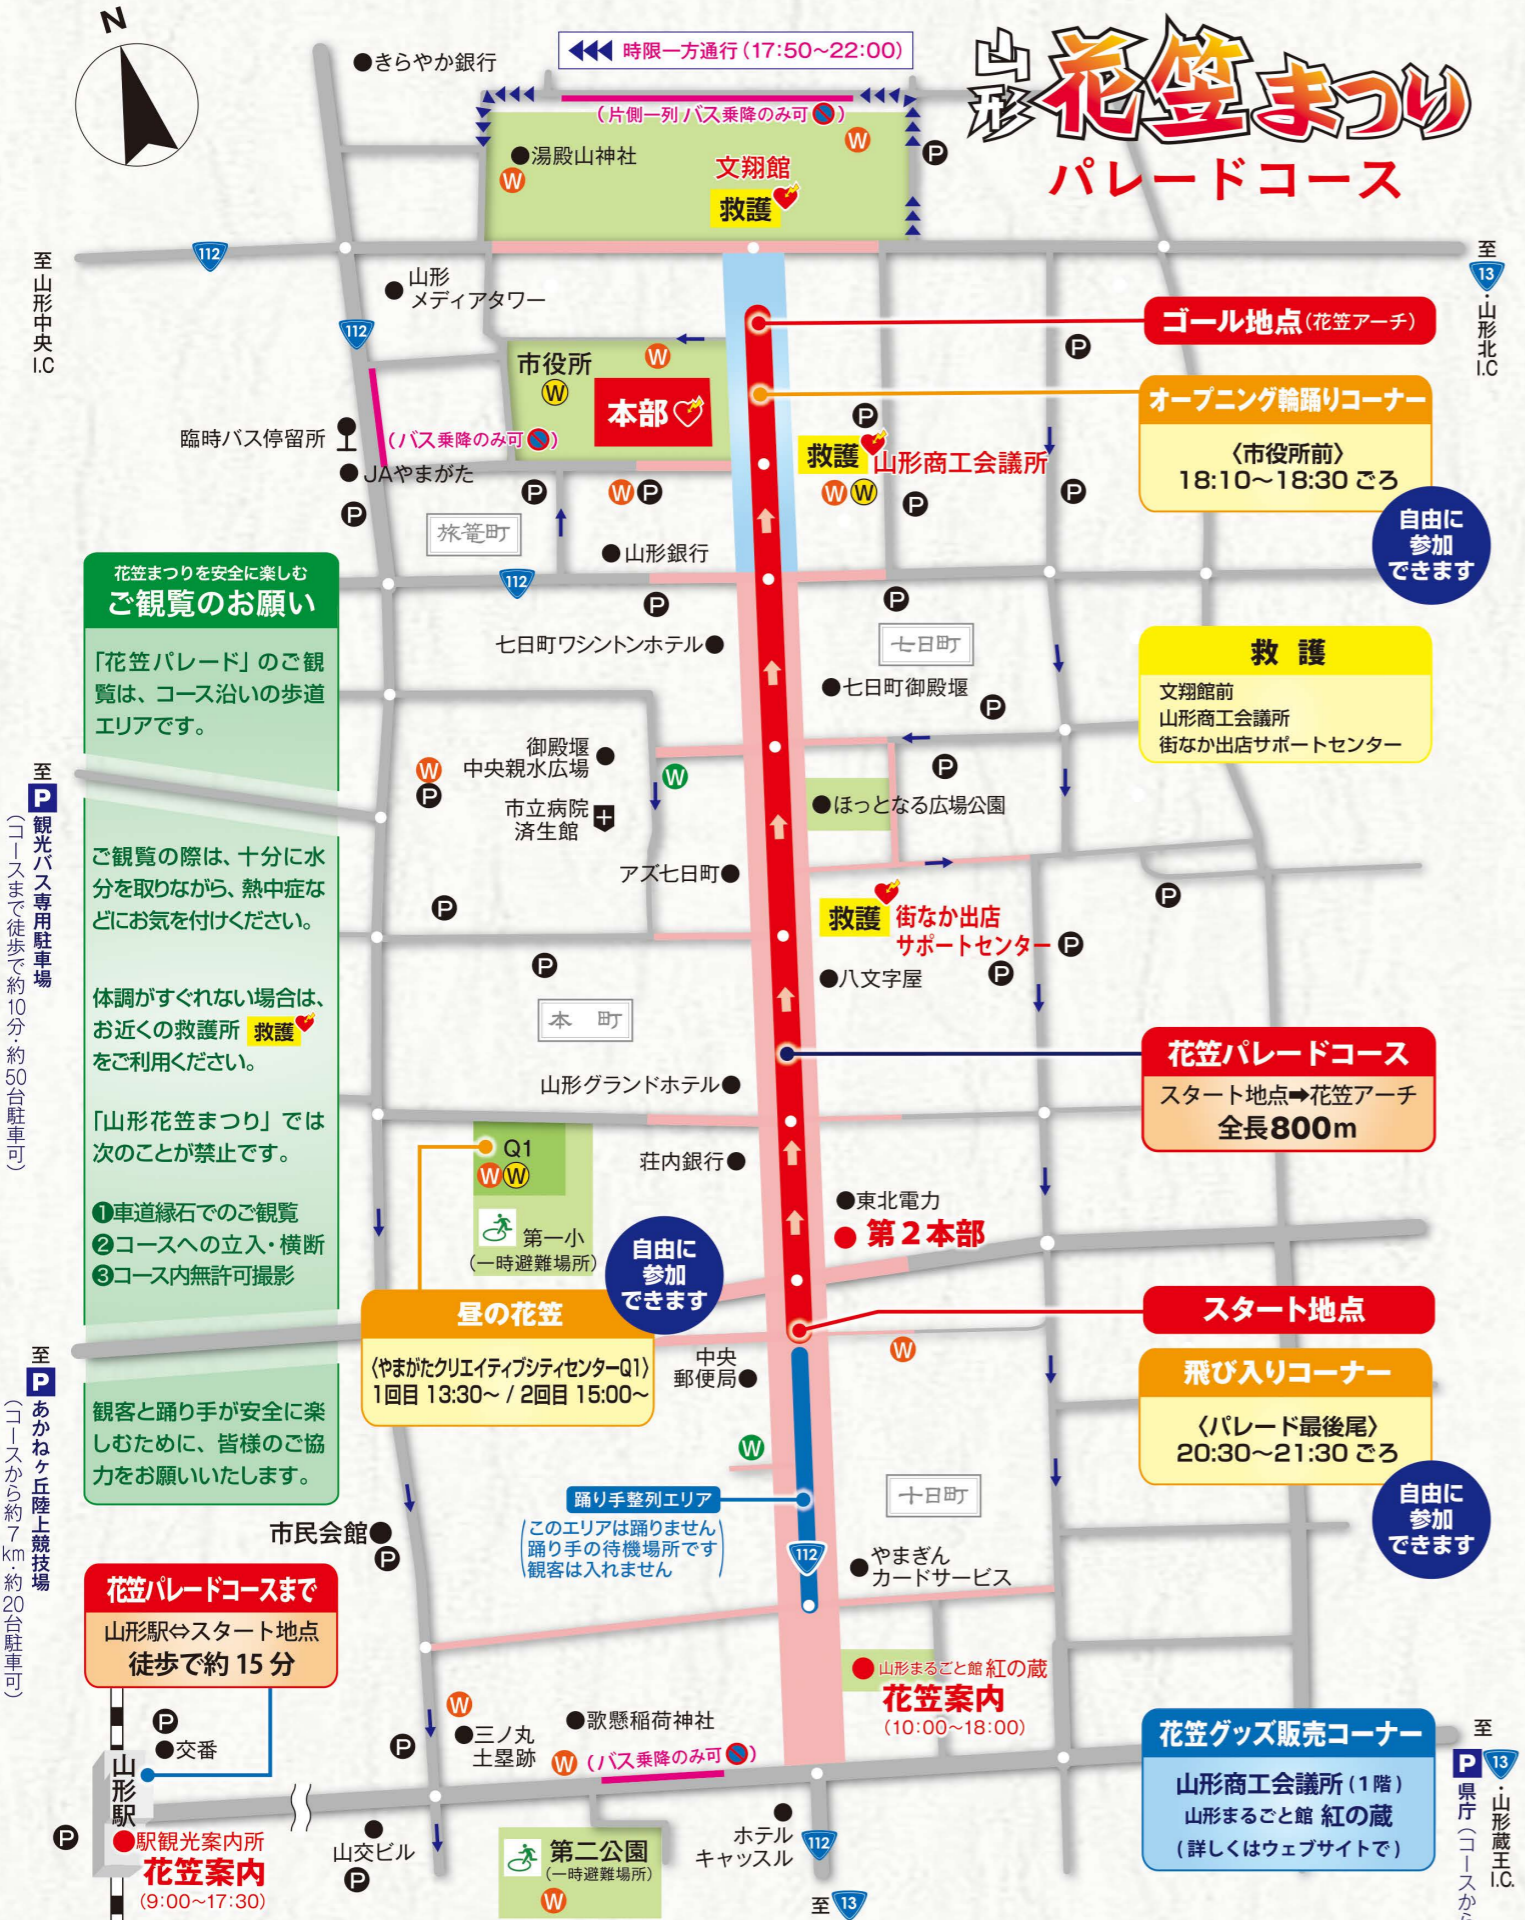 N
●きらやか銀行
時限一方通行(17:50～22:00)
山形
花笠まつり
パレードコース
(片側一列 バス乗降のみ可)
W
P
●湯殿山神社
W
文翔館
救護
至山形中央I.C
112
至
13
・山形北I.C
●山形
メディアタワー
112
ゴール地点(花笠アーチ)
市役所
W
W
本部
P
オープニング輪踊りコーナー
〈市役所前〉
18:10～18:30 ごろ
自由に
参加
できます
臨時バス停留所
(バス乗降のみ可)
●JAやまがた
P
P
W P
P
救護
山形商工会議所
W W
P
P
旅篭町
●山形銀行
112
P
P
花笠まつりを安全に楽しむ
ご観覧のお願い
「花笠パレード」のご観
覧は、コース沿いの歩道
エリアです。
ご観覧の際は、十分に水
分を取りながら、熱中症な
どにお気を付けください。
体調がすぐれない場合は、
お近くの救護所 救護
をご利用ください。
「山形花笠まつり」では
次のことが禁止です。
❶車道縁石でのご観覧
❷コースへの立入・横断
❸コース内無許可撮影
観客と踊り手が安全に楽
しむために、皆様のご協
力をお願いいたします。
七日町ワシントンホテル●
七日町
●七日町御殿堰
P
救 護
文翔館前
山形商工会議所
街なか出店サポートセンター
至
P
観光バス専用駐車場
(コースまで徒歩で約10分・約50台駐車可)
御殿堰
中央親水広場●
W
W
P
P
市立病院
済生館
●ほっとなる広場公園
アズ七日町●
P
P
救護
街なか出店
サポートセンター
P
P
P
●八文字屋
本 町
山形グランドホテル●
花笠パレードコース
スタート地点➡花笠アーチ
全長800m
Q1
W W
荘内銀行●
第一小
(一時避難場所)
●東北電力
●第2本部
自由に
参加
できます
昼の花笠
〈やまがたクリエイティブシティセンターQ1〉
1回目 13:30～ / 2回目 15:00～
スタート地点
中央
郵便局●
W
飛び入りコーナー
〈パレード最後尾〉
20:30～21:30 ごろ
自由に
参加
できます
至
P
あかねヶ丘陸上競技場
(コースから約7km・約20台駐車可)
W
踊り手整列エリア
(このエリアは踊りません
踊り手の待機場所です
観客は入れません)
十日町
市民会館●
P
112
●やまぎん
カードサービス
花笠パレードコースまで
山形駅⇔スタート地点
徒歩で約 15 分
●山形まるごと館 紅の蔵
花笠案内
(10:00～18:00)
P
●交番
山形駅
P
W
●三ノ丸
土塁跡
●歌懸稲荷神社
W
(バス乗降のみ可)
花笠グッズ販売コーナー
山形商工会議所(1階)
山形まるごと館 紅の蔵
(詳しくはウェブサイトで)
至
13
・山形蔵王I.C.
P
県庁(コースから
P
●駅観光案内所
花笠案内
(9:00～17:30)
●
山交ビル
P
第二公園
(一時避難場所)
W
●
ホテル
キャッスル
112
至 13